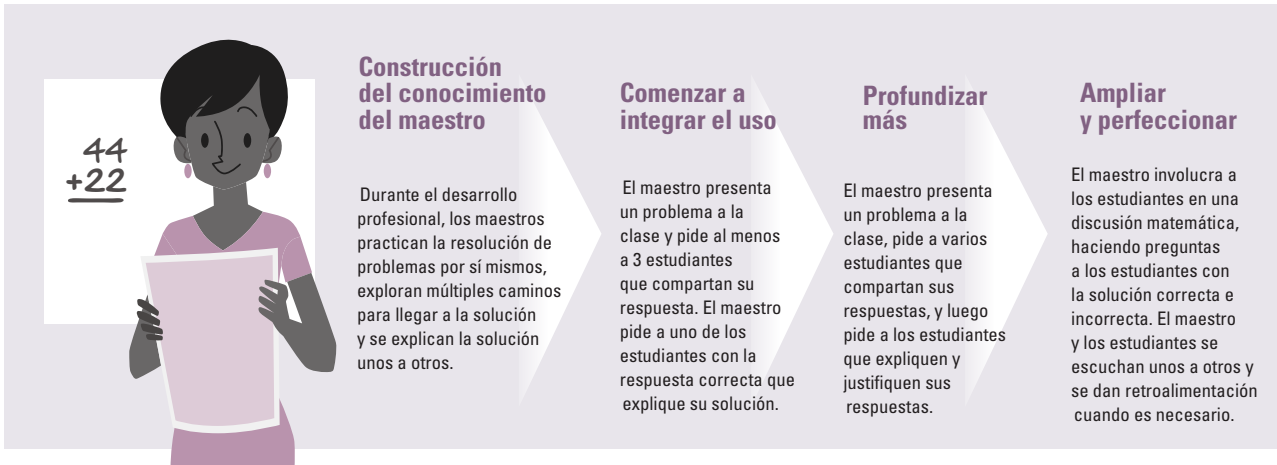 44
+22
Construcción
del conocimiento
del maestro
Durante el desarrollo
profesional, los maestros
practican la resolución de
problemas por sí mismos,
exploran múltiples caminos
para llegar a la solución
y se explican la solución
unos a otros.
Comenzar a
integrar el uso
El maestro presenta
un problema a la
clase y pide al menos
a 3 estudiantes
que compartan su
respuesta. El maestro
pide a uno de los
estudiantes con la
respuesta correcta que
explique su solución.
Profundizar
más
El maestro presenta
un problema a la
clase, pide a varios
estudiantes que
compartan sus
respuestas, y luego
pide a los estudiantes
que expliquen y
justifiquen sus
respuestas.
Ampliar
y perfeccionar
El maestro involucra a
los estudiantes en una
discusión matemática,
haciendo preguntas
a los estudiantes con
la solución correcta e
incorrecta. El maestro
y los estudiantes se
escuchan unos a otros y
se dan retroalimentación
cuando es necesario.